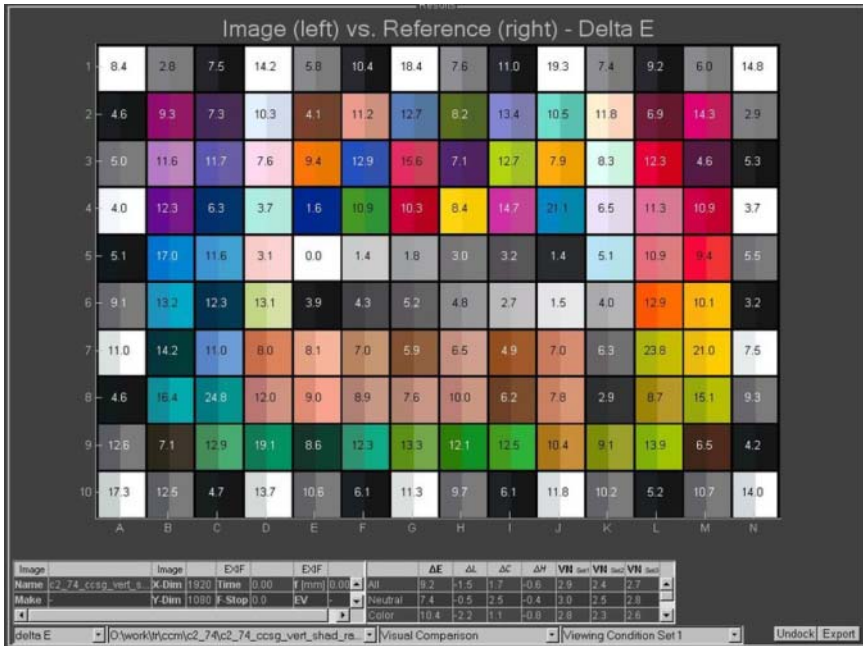 Results
Image (left) vs. Reference (right) - Delta E
1 8.4 2.8 7.5 14.2 5.8 10.4 18.4 7.6 11.0 19.3 7.4 9.2 6.0 14.8
2 4.6 9.3 7.3 10.3 4.1 11.2 12.7 8.2 13.4 10.5 11.8 6.9 14.3 2.9
3 5.0 11.6 11.7 7.6 9.4 12.9 15.6 7.1 12.7 7.9 8.3 12.3 4.6 5.3
4 4.0 12.3 6.3 3.7 1.6 10.9 10.3 8.4 14.7 21.1 6.5 11.3 10.9 3.7
5 5.1 17.0 11.6 3.1 0.0 1.4 1.8 3.0 3.2 1.4 5.1 10.9 9.4 5.5
6 9.1 13.2 12.3 13.1 3.9 4.3 5.2 4.8 2.7 1.5 4.0 12.9 10.1 3.2
7 11.0 14.2 11.0 8.0 8.1 7.0 5.9 6.5 4.9 7.0 6.3 23.8 21.0 7.5
8 4.6 16.4 24.8 12.0 9.0 8.9 7.6 10.0 6.2 7.8 2.9 8.7 15.1 9.3
9 12.6 7.1 12.9 19.1 8.6 12.3 13.3 12.1 12.5 10.4 9.1 13.9 6.5 4.2
10 17.3 12.5 4.7 13.7 10.6 6.1 11.3 9.7 6.1 11.8 10.2 5.2 10.7 14.0
A B C D E F G H I J K L M N
Image Image EXIF EXIF ΔE ΔL ΔC ΔH VN Set1 VN Set2 VN Set3
Name c2_74_ccsg_vert_s... X-Dim 1920 Time 0.00 f [mm] 0.00 All 9.2 -1.5 1.7 -0.6 2.9 2.4 2.7
Make - Y-Dim 1080 F-Stop 0.0 EV Neutral 7.4 -0.5 2.5 -0.4 3.0 2.5 2.8
Color 10.4 -2.2 1.1 -0.8 2.8 2.3 2.6
delta E O:\work\tr\ccm\c2_74\c2_74_ccsg_vert_shad_ra... Visual Comparison Viewing Condition Set 1 Undock Export